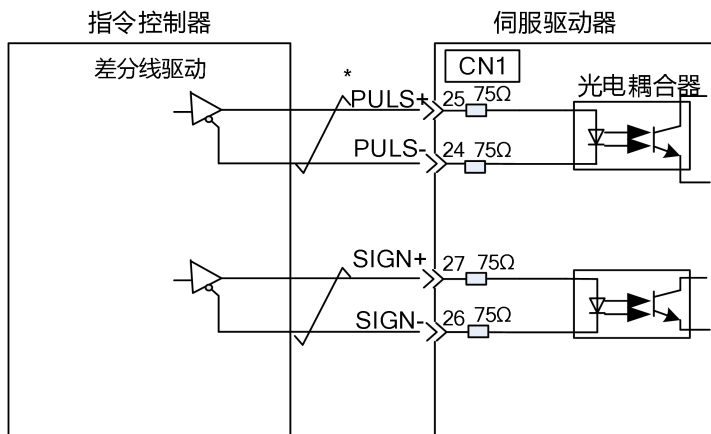 指令控制器
伺服驱动器
差分线驱动
CN1
光电耦合器
*
PULS+
25
75Ω
PULS-
24
75Ω
SIGN+
27
75Ω
SIGN-
26
75Ω